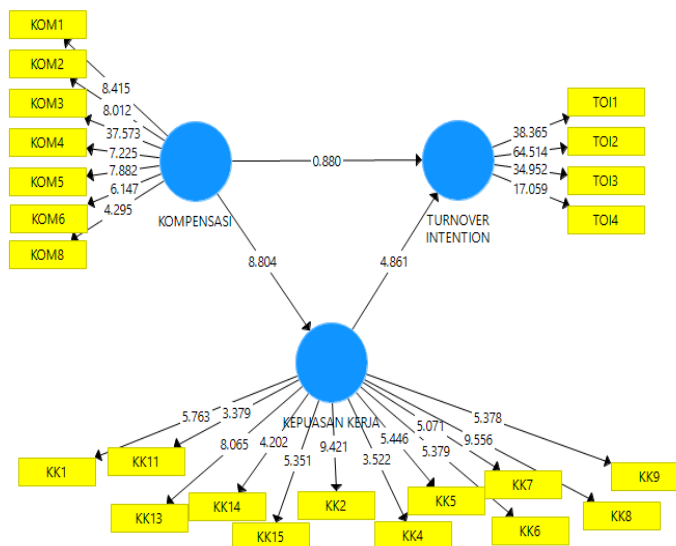 KOM1
KOM2
KOM3
KOM4
KOM5
KOM6
KOM8
8.415
8.012
37.573
7.225
7.882
6.147
4.295
KOMPENSASI
0.880
TURNOVER
INTENTION
38.365
64.514
34.952
17.059
TOI1
TOI2
TOI3
TOI4
8.804
4.861
KEPUASAN KERJA
5.763
3.379
8.065
4.202
5.351
9.421
3.522
5.446
5.379
5.071
9.556
5.378
KK1
KK11
KK13
KK14
KK15
KK2
KK4
KK5
KK6
KK7
KK8
KK9